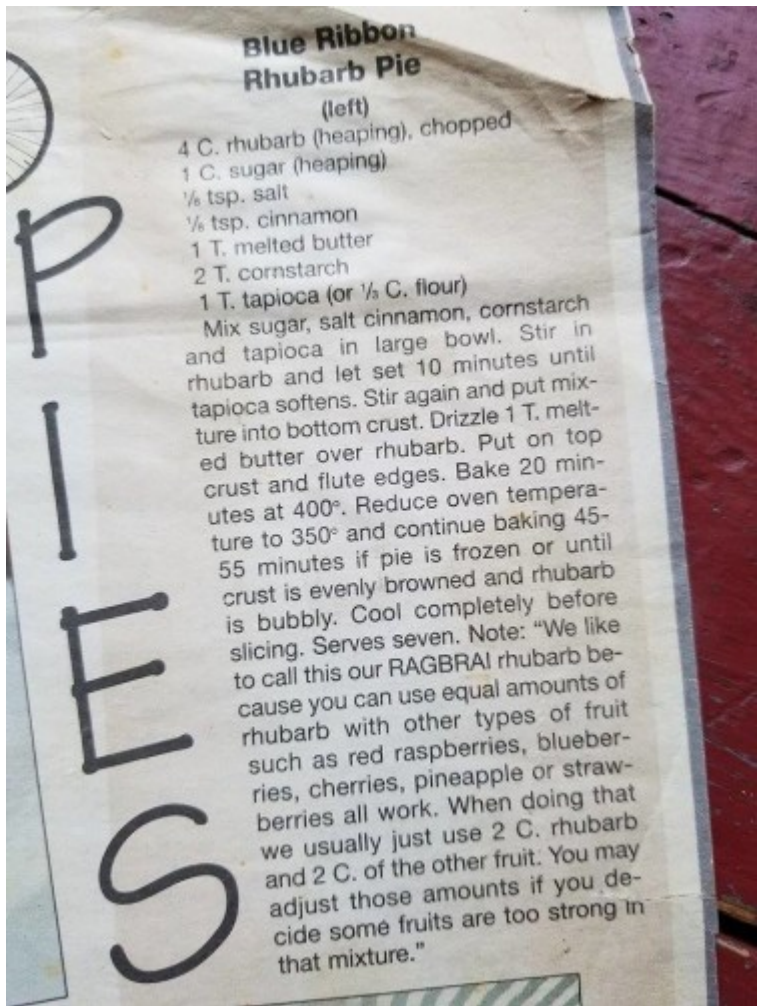 Blue Ribbon
Rhubarb Pie
(left)
4 C. rhubarb (heaping), chopped
1 C. sugar (heaping)
⅛ tsp. salt
⅛ tsp. cinnamon
1 T. melted butter
2 T. cornstarch
1 T. tapioca (or ⅓ C. flour)
Mix sugar, salt cinnamon, cornstarch
and tapioca in large bowl. Stir in
rhubarb and let set 10 minutes until
tapioca softens. Stir again and put mix-
ture into bottom crust. Drizzle 1 T. melt-
ed butter over rhubarb. Put on top
crust and flute edges. Bake 20 min-
utes at 400°. Reduce oven tempera-
ture to 350° and continue baking 45-
55 minutes if pie is frozen or until
crust is evenly browned and rhubarb
is bubbly. Cool completely before
slicing. Serves seven. Note: “We like
to call this our RAGBRAI rhubarb be-
cause you can use equal amounts of
rhubarb with other types of fruit
such as red raspberries, blueber-
ries, cherries, pineapple or straw-
berries all work. When doing that
we usually just use 2 C. rhubarb
and 2 C. of the other fruit. You may
adjust those amounts if you de-
cide some fruits are too strong in
that mixture.”
P
I
E
S